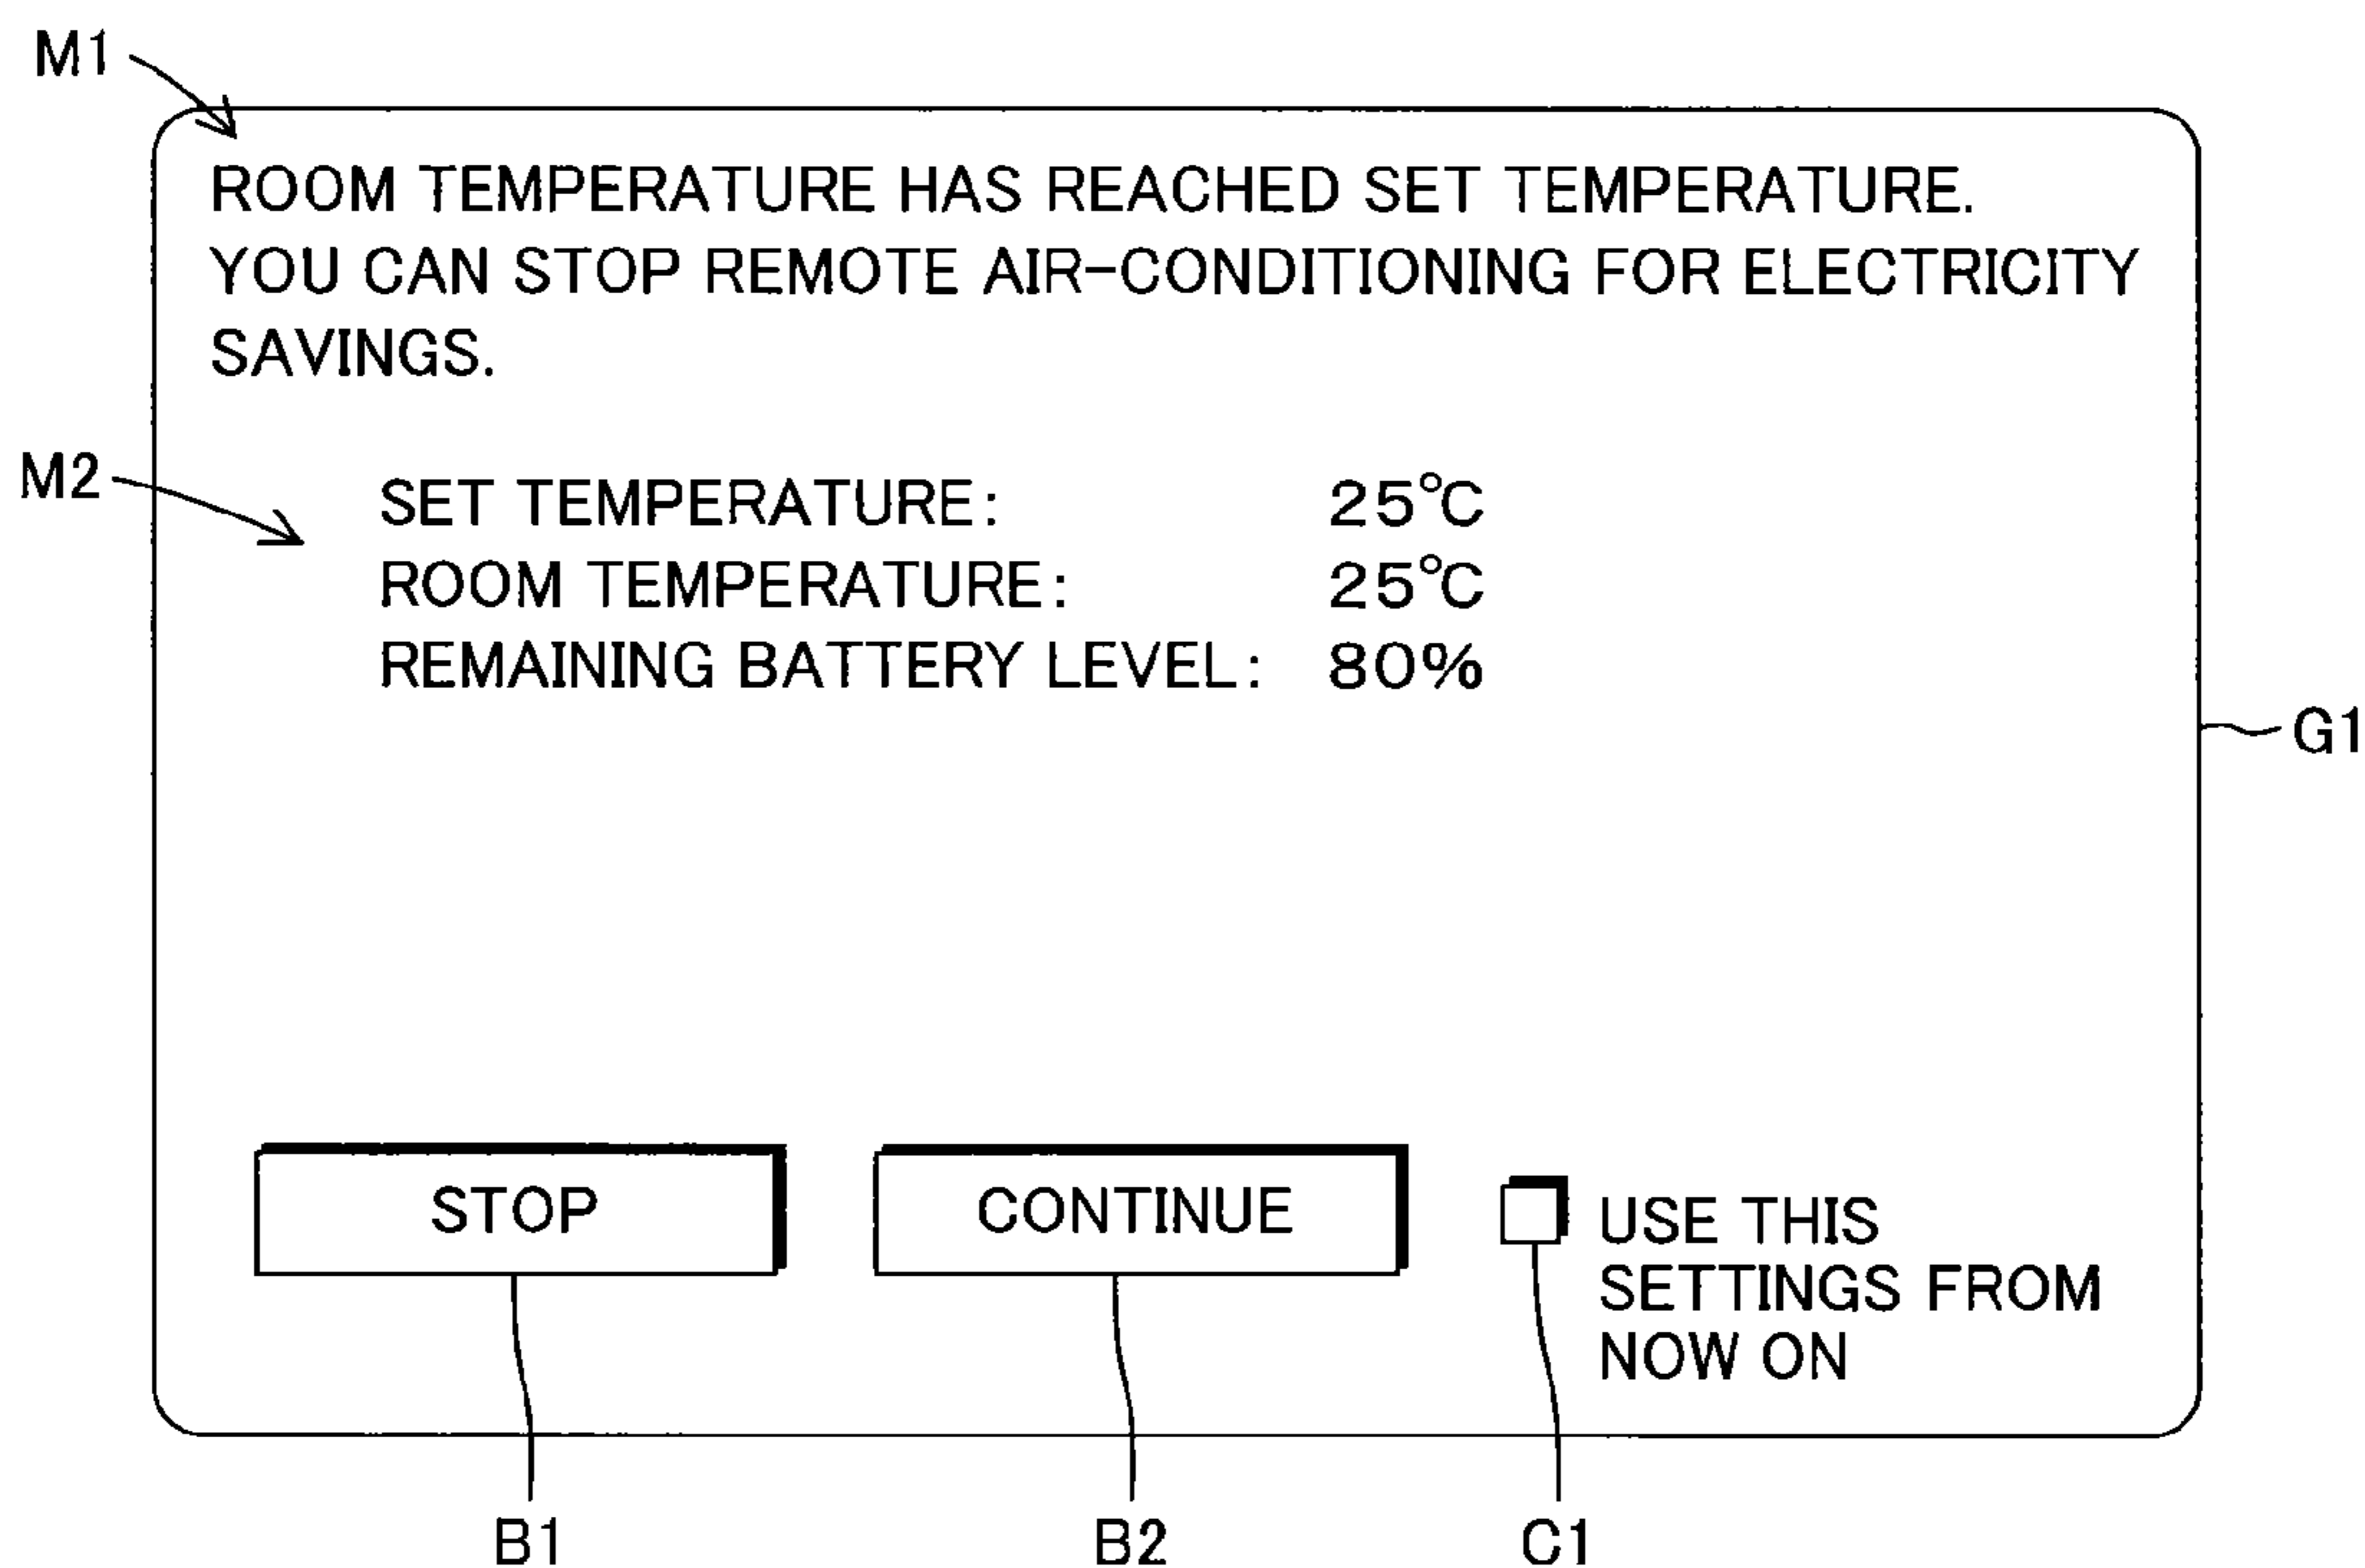 M1
ROOM TEMPERATURE HAS REACHED SET TEMPERATURE.
YOU CAN STOP REMOTE AIR-CONDITIONING FOR ELECTRICITY
SAVINGS.
M2
SET TEMPERATURE: 25°C
ROOM TEMPERATURE: 25°C
REMAINING BATTERY LEVEL: 80%
G1
STOP
CONTINUE
USE THIS
SETTINGS FROM
NOW ON
B1
B2
C1